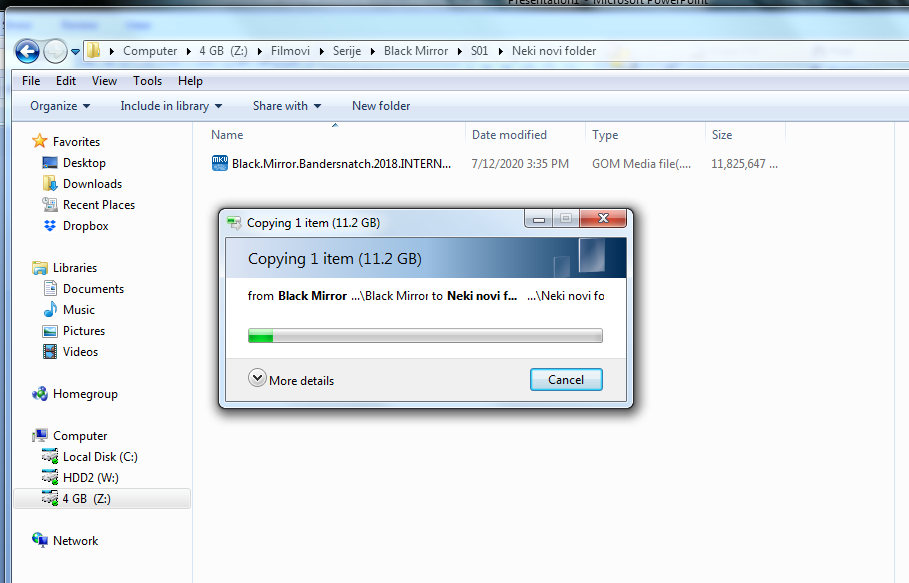 Presentation1 - Microsoft PowerPoint
Computer 4 GB (Z:) Filmovi Serije Black Mirror S01 Neki novi folder
File Edit View Tools Help
Organize Include in library Share with New folder
Name Date modified Type Size
Black.Mirror.Bandersnatch.2018.INTERN... 7/12/2020 3:35 PM GOM Media file(.... 11,825,647 ...
Favorites
Desktop
Downloads
Recent Places
Dropbox
Libraries
Documents
Music
Pictures
Videos
Homegroup
Computer
Local Disk (C:)
HDD2 (W:)
4 GB (Z:)
Network
Copying 1 item (11.2 GB)
Copying 1 item (11.2 GB)
from Black Mirror ...\Black Mirror to Neki novi f... ...\Neki novi fo
More details
Cancel